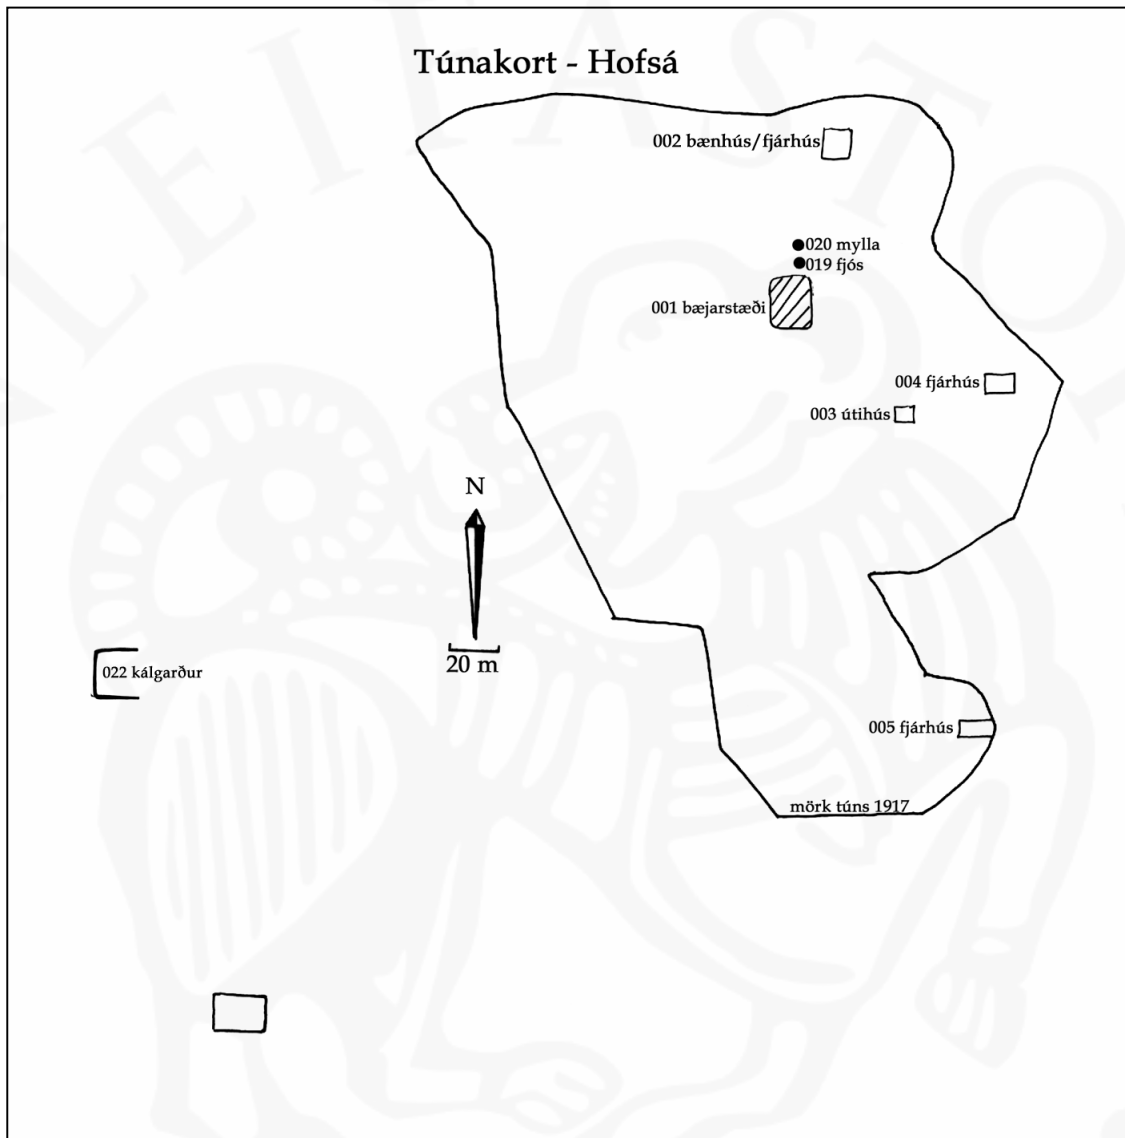 Túnakort - Hofsá
002 bænhús/fjárhús
020 mylla
019 fjós
001 bæjarstæði
004 fjárhús
003 útihús
N
20 m
022 kálgarður
005 fjárhús
mörk túns 1917